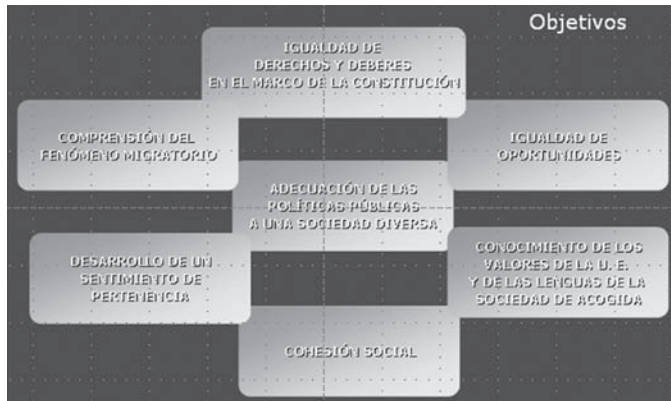 Objetivos
IGUALDAD DE
DERECHOS Y DEBERES
EN EL MARCO DE LA CONSTITUCIÓN
COMPRENSIÓN DEL
FENÓMENO MIGRATORIO
IGUALDAD DE
OPORTUNIDADES
ADECUACIÓN DE LAS
POLÍTICAS PÚBLICAS
A UNA SOCIEDAD DIVERSA
DESARROLLO DE UN
SENTIMIENTO DE
PERTENENCIA
CONOCIMIENTO DE LOS
VALORES DE LA U. E.
Y DE LAS LENGUAS DE LA
SOCIEDAD DE ACOGIDA
COHESIÓN SOCIAL